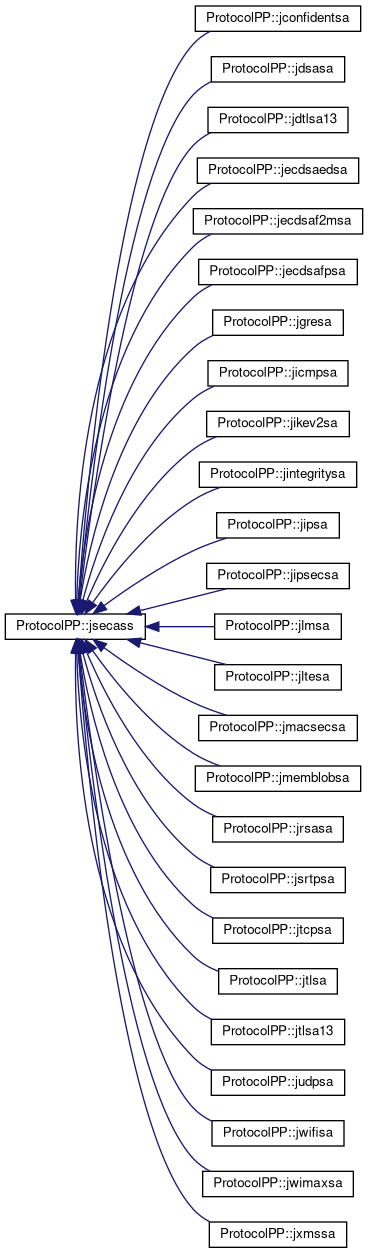 ProtocolPP::jconfidentsa
ProtocolPP::jdsasa
ProtocolPP::jdtlsa13
ProtocolPP::jecdsaedsa
ProtocolPP::jecdsaf2msa
ProtocolPP::jecdsafpsa
ProtocolPP::jgresa
ProtocolPP::jicmpsa
ProtocolPP::jikev2sa
ProtocolPP::jintegritysa
ProtocolPP::jipsa
ProtocolPP::jipsecsa
ProtocolPP::jsecass
ProtocolPP::jlmsa
ProtocolPP::jltesa
ProtocolPP::jmacsecsa
ProtocolPP::jmemblobsa
ProtocolPP::jrsasa
ProtocolPP::jsrtpsa
ProtocolPP::jtcpsa
ProtocolPP::jtlsa
ProtocolPP::jtlsa13
ProtocolPP::judpsa
ProtocolPP::jwifisa
ProtocolPP::jwimaxsa
ProtocolPP::jxmssa